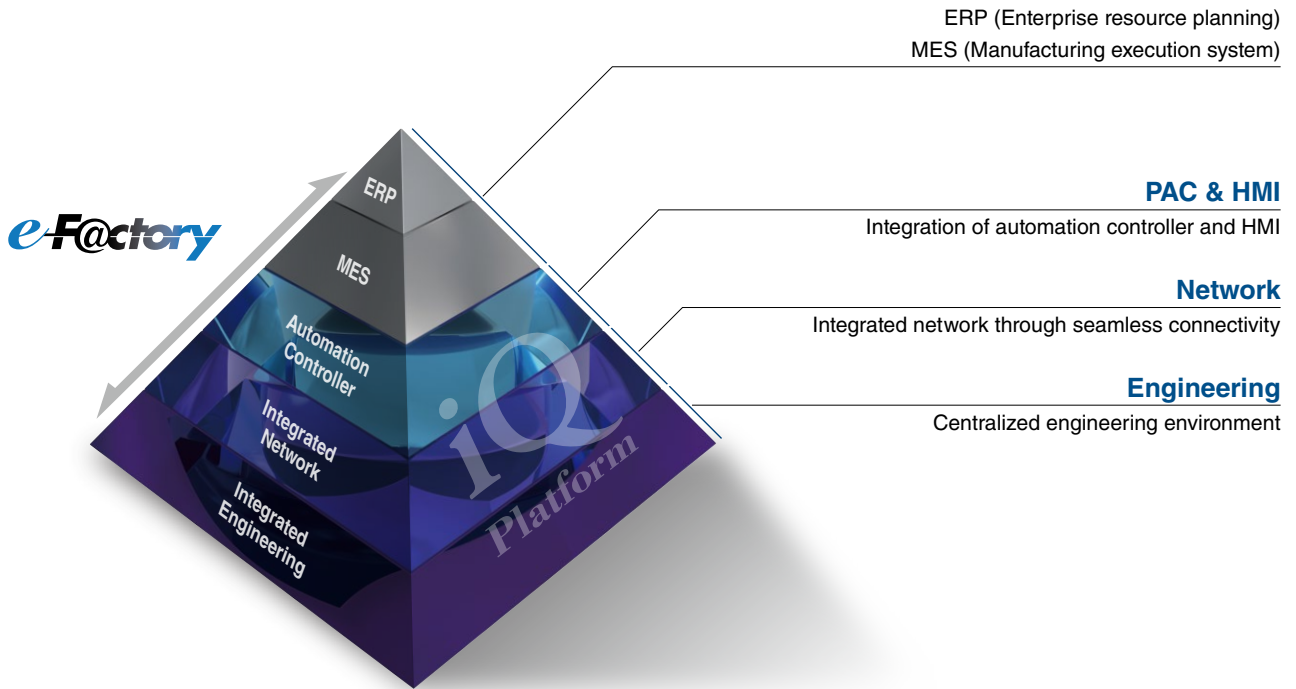 ERP (Enterprise resource planning)
MES (Manufacturing execution system)
PAC & HMI
Integration of automation controller and HMI
Network
Integrated network through seamless connectivity
Engineering
Centralized engineering environment
e-F@ctory
ERP
MES
Automation
Controller
Integrated
Network
Integrated
Engineering
iQ
Platform